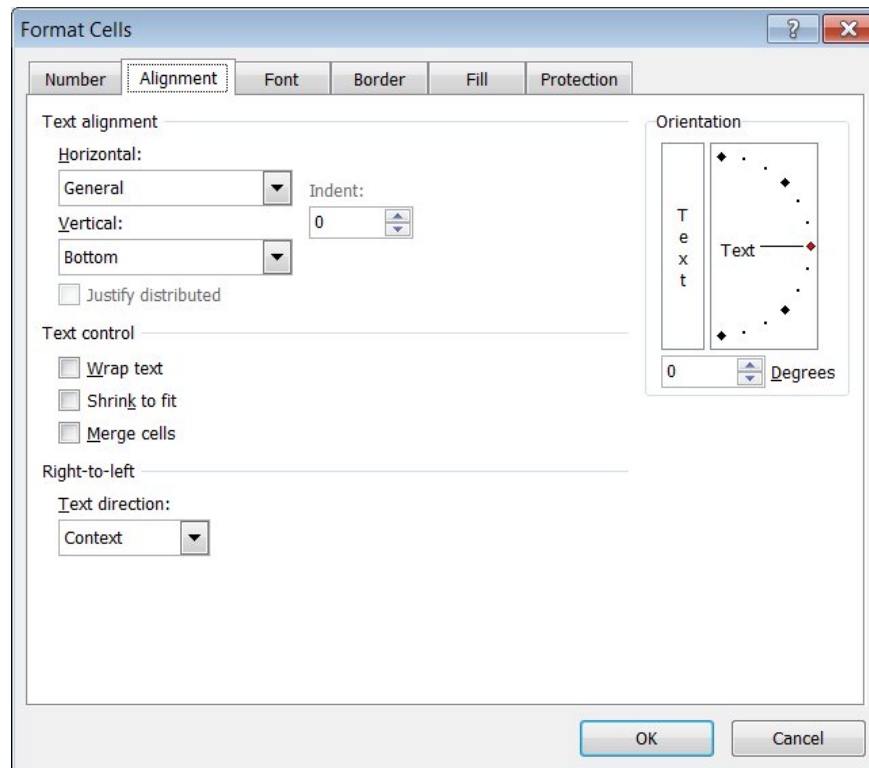 Format Cells
Number Alignment Font Border Fill Protection
Text alignment
Horizontal:
General
Indent:
0
Vertical:
Bottom
Justify distributed
Text control
Wrap text
Shrink to fit
Merge cells
Right-to-left
Text direction:
Context
Orientation
Text
Text
0 Degrees
OK Cancel